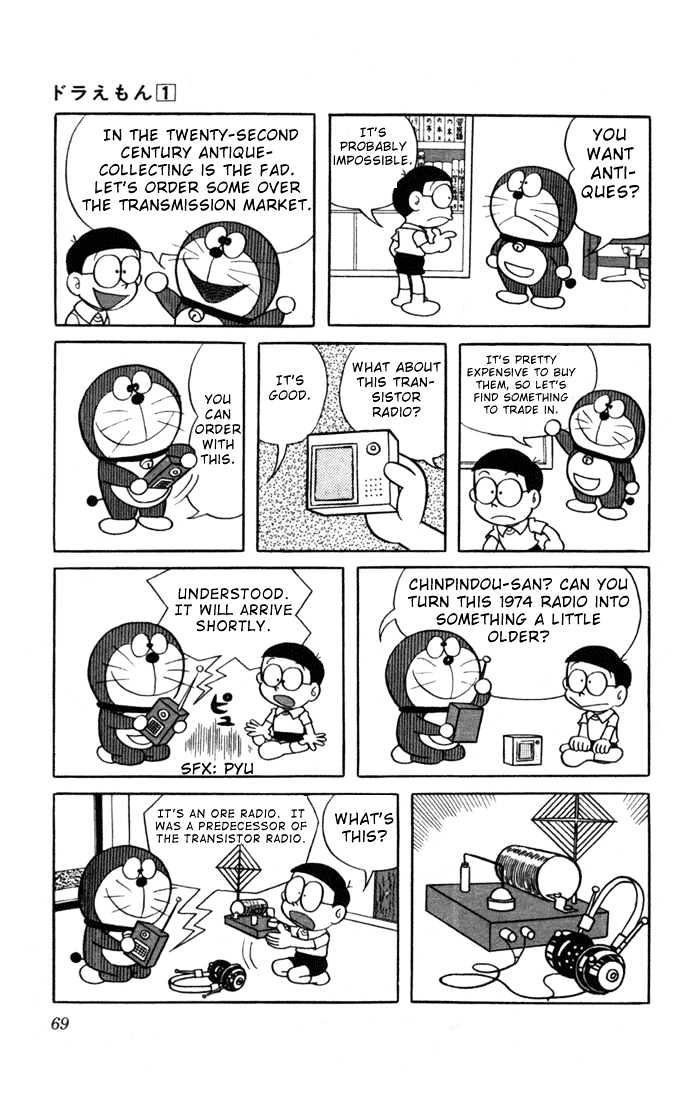 ドラえもん1
YOU
WANT
ANTI-
QUES?
IT'S
PROBABLY
IMPOSSIBLE.
IN THE TWENTY-SECOND
CENTURY ANTIQUE-
COLLECTING IS THE FAD.
LET'S ORDER SOME OVER
THE TRANSMISSION MARKET.
IT'S PRETTY
EXPENSIVE TO BUY
THEM, SO LET'S
FIND SOMETHING
TO TRADE IN.
WHAT ABOUT
THIS TRAN-
SISTOR
RADIO?
IT'S
GOOD.
YOU
CAN
ORDER
WITH
THIS.
CHINPINDOU-SAN? CAN YOU
TURN THIS 1974 RADIO INTO
SOMETHING A LITTLE
OLDER?
UNDERSTOOD.
IT WILL ARRIVE
SHORTLY.
ピュ
SFX: PYU
WHAT'S
THIS?
IT'S AN ORE RADIO. IT
WAS A PREDECESSOR OF
THE TRANSISTOR RADIO.
69